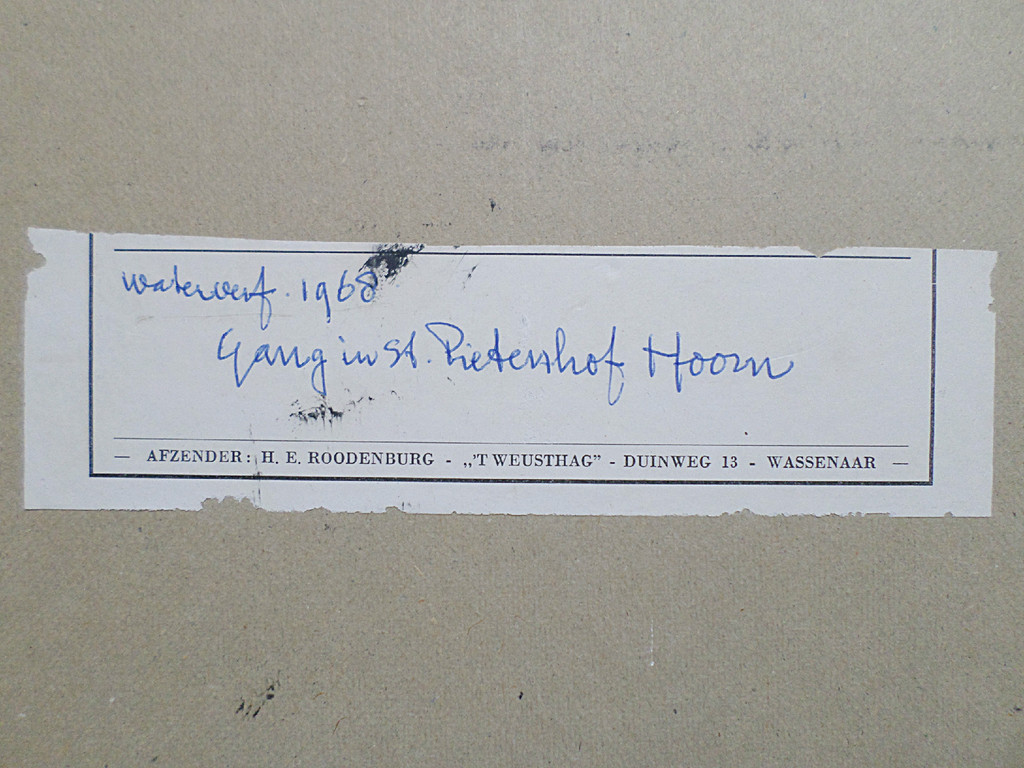 waterverf. 1968
Gang in St. Pietershof Hoorn
— AFZENDER: H. E. ROODENBURG - „'T WEUSTHAG” - DUINWEG 13 - WASSENAAR —